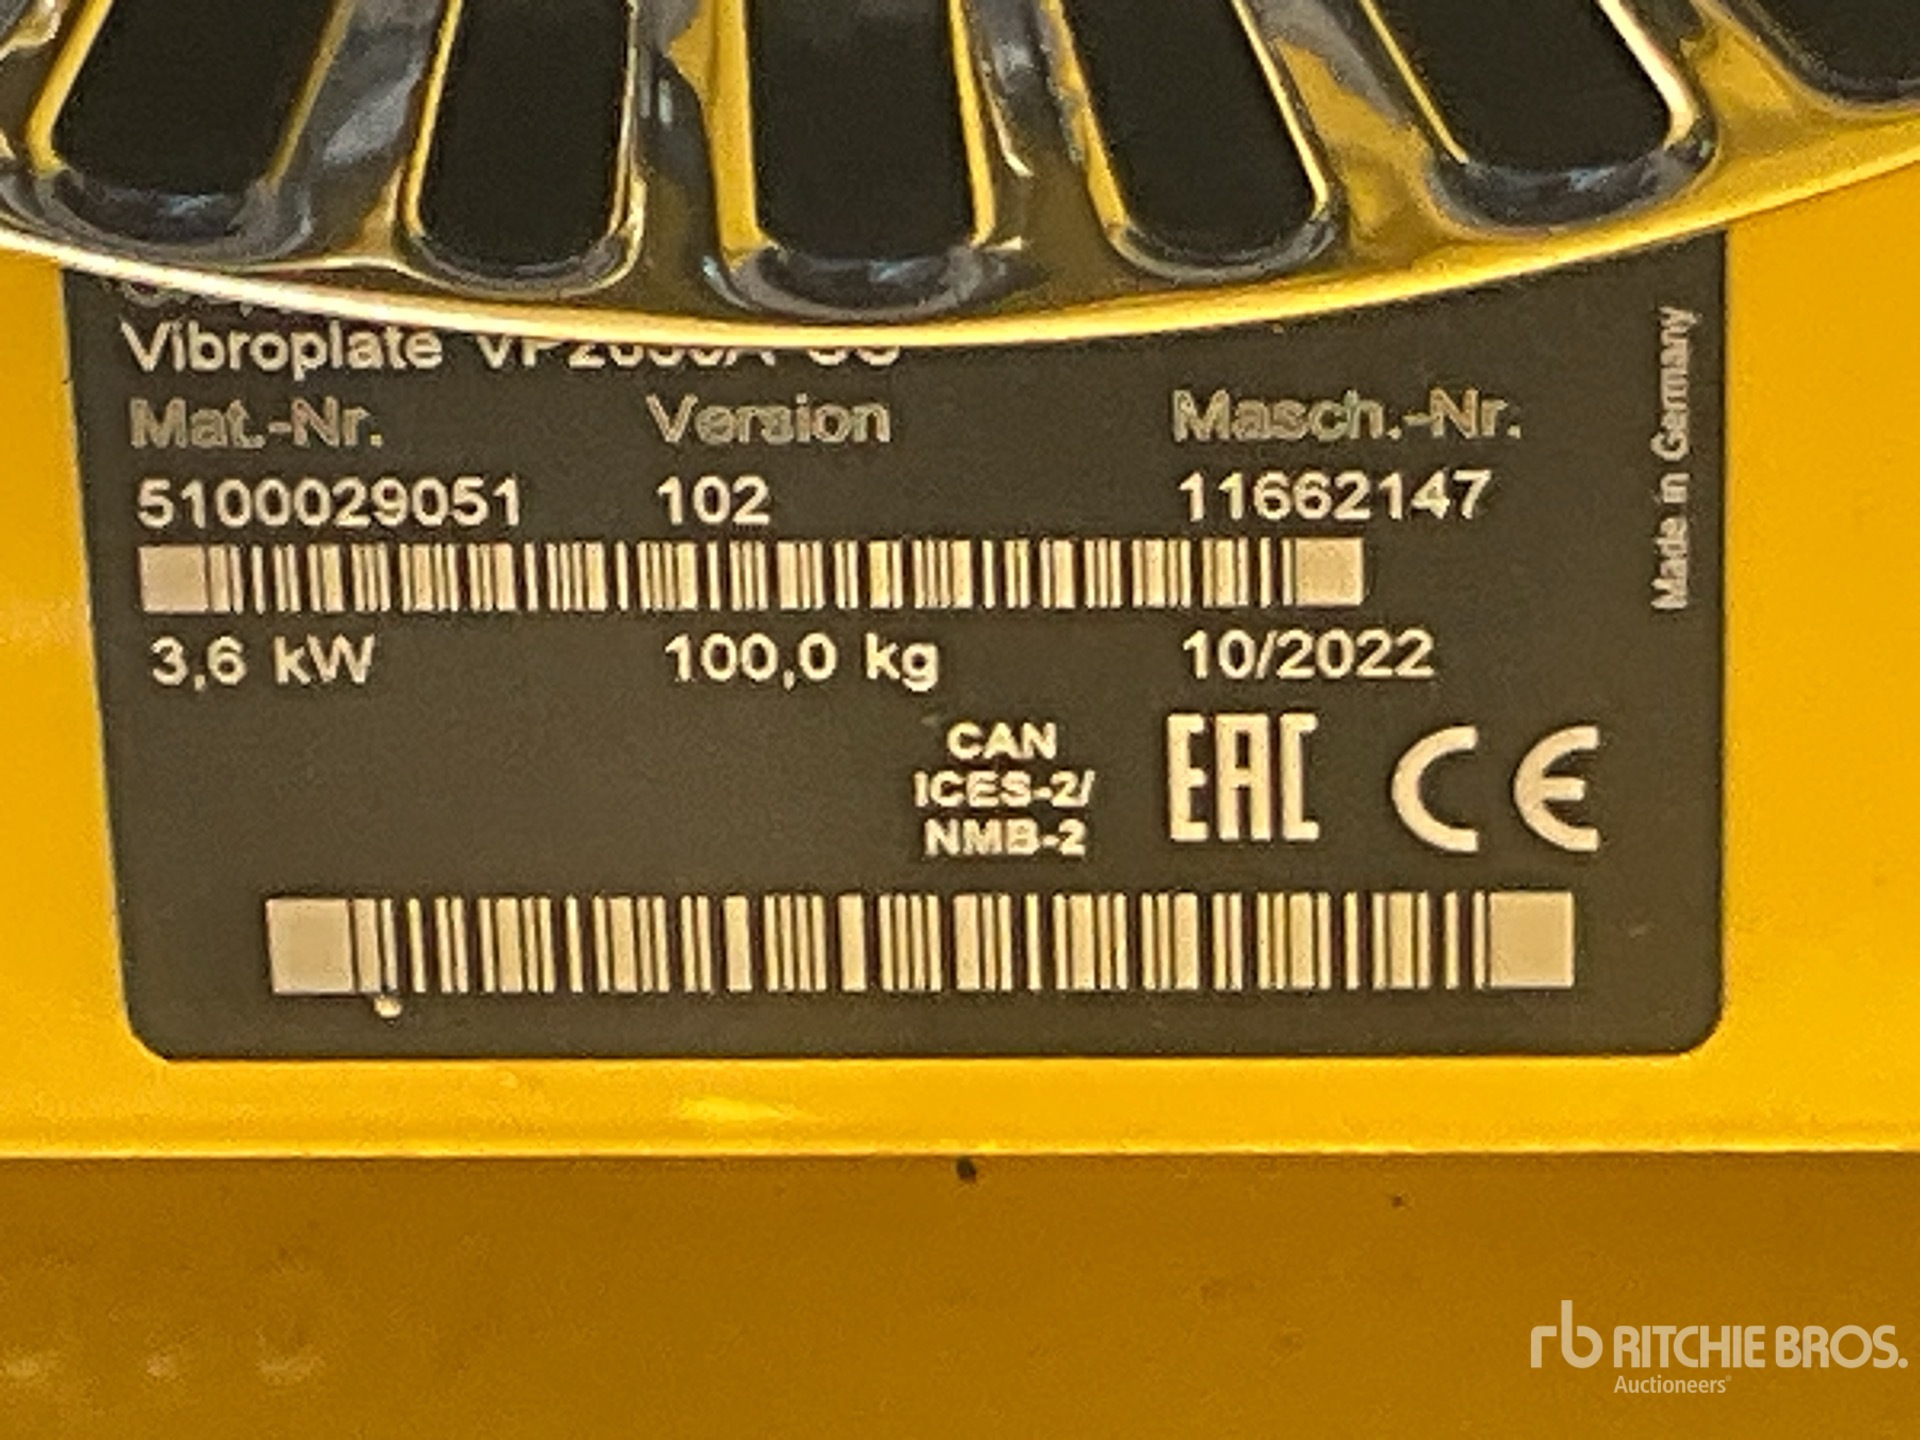 Vibroplate
Mat.-Nr. Version Masch.-Nr.
5100029051 102 11662147
3,6 kW 100,0 kg 10/2022
CAN
ICES-2/
NMB-2
EAC CE
Made in Germany
rb RITCHIE BROS.
Auctioneers